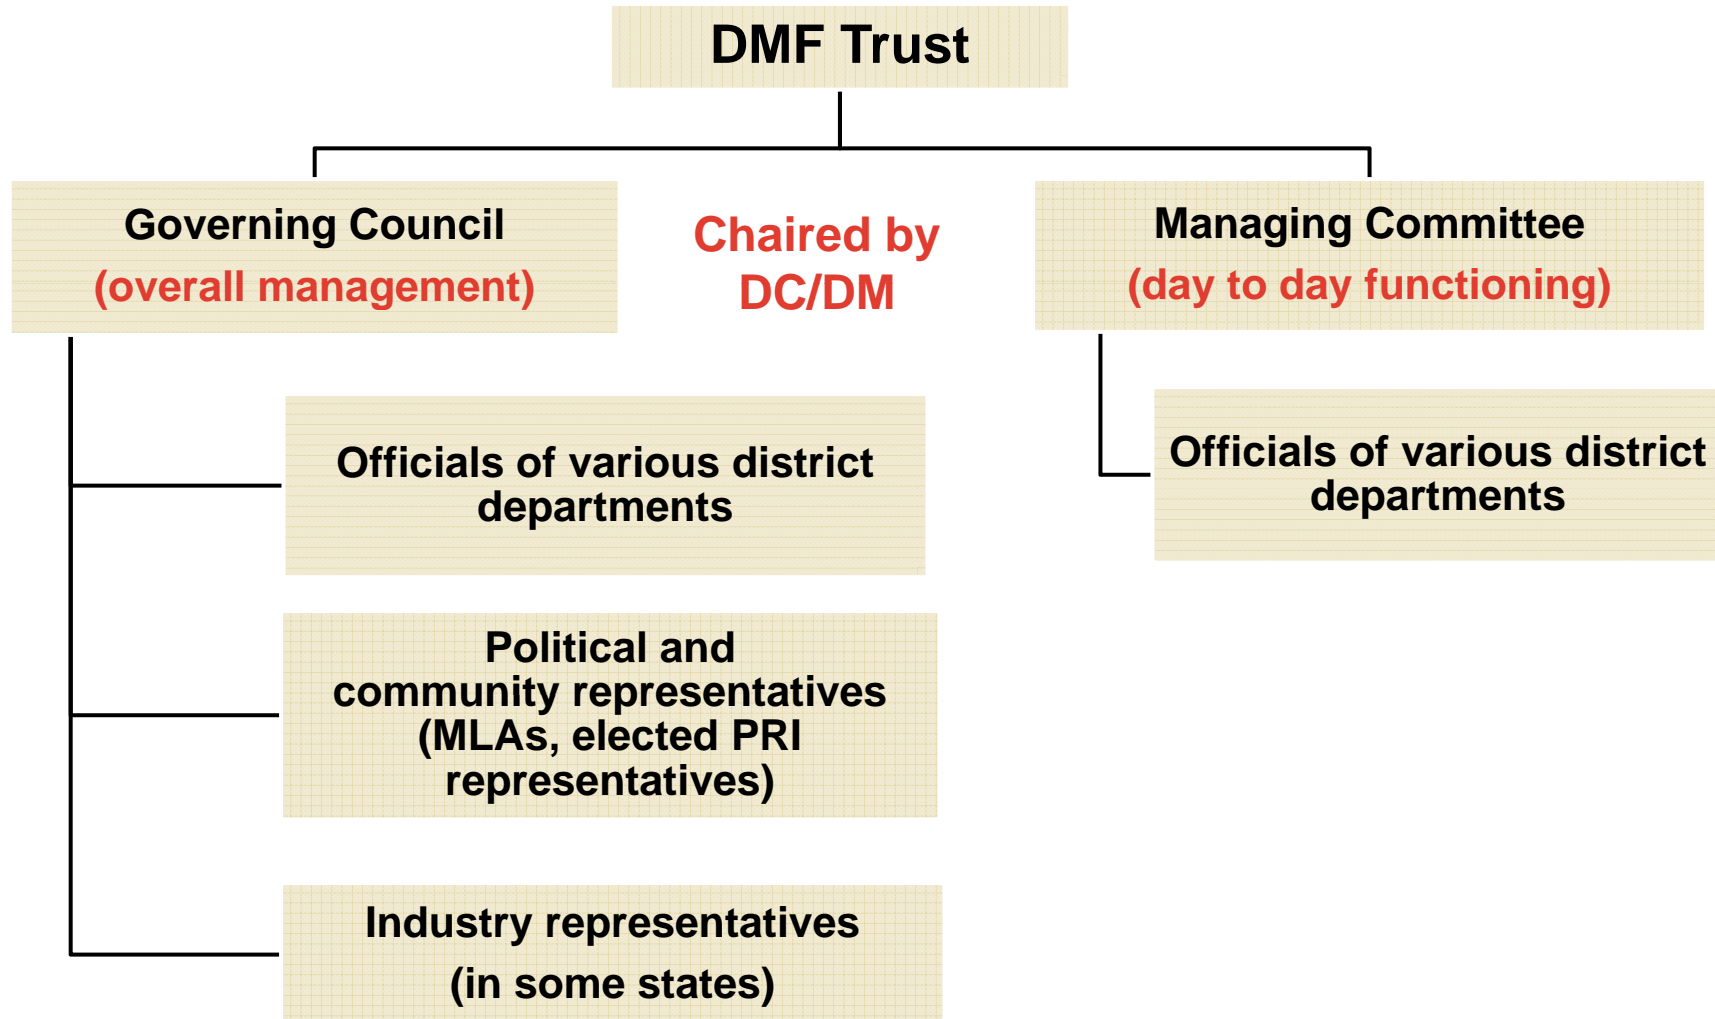 DMF Trust
Governing Council
(overall management)
Chaired by
DC/DM
Managing Committee
(day to day functioning)
Officials of various district
departments
Political and
community representatives
(MLAs, elected PRI
representatives)
Industry representatives
(in some states)
Officials of various district
departments